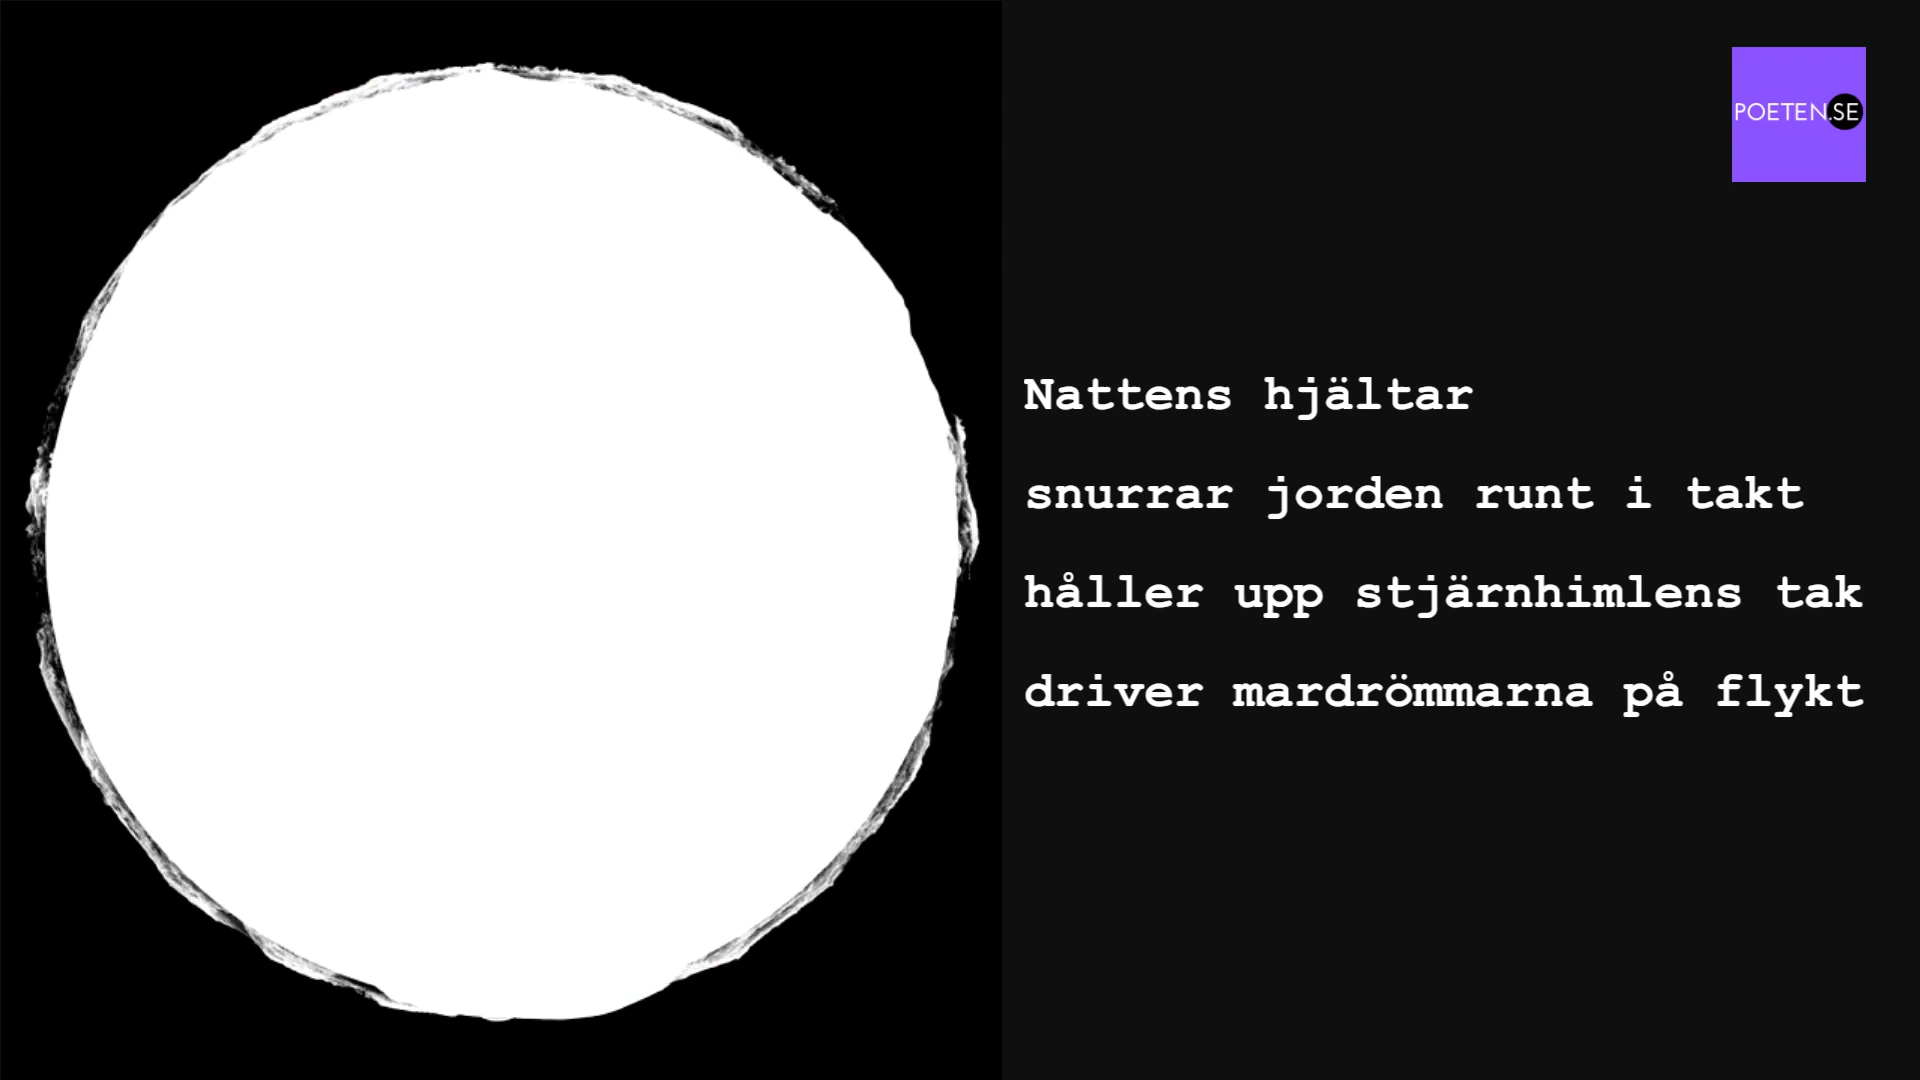 POETEN.SE
Nattens hjältar
snurrar jorden runt i takt
håller upp stjärnhimlens tak
driver mardrömmarna på flykt